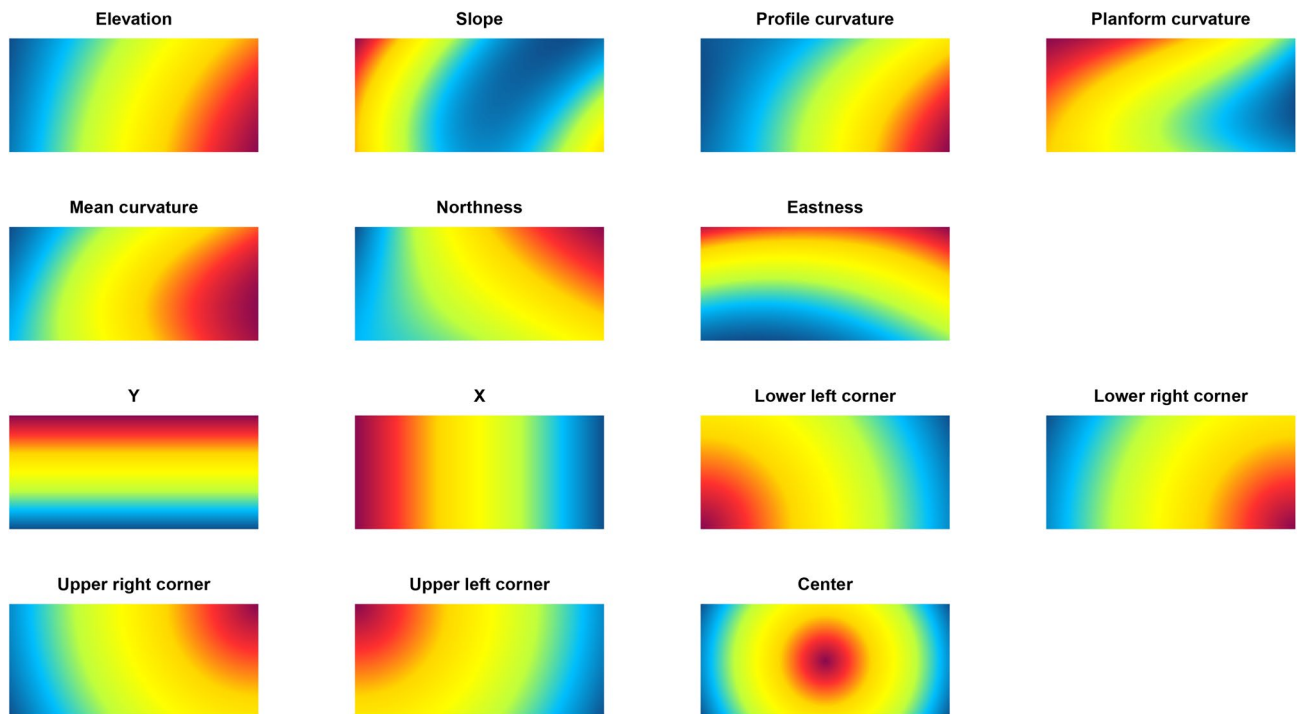 Elevation
Slope
Profile curvature
Planform curvature
Mean curvature
Northness
Eastness
Y
X
Lower left corner
Lower right corner
Upper right corner
Upper left corner
Center